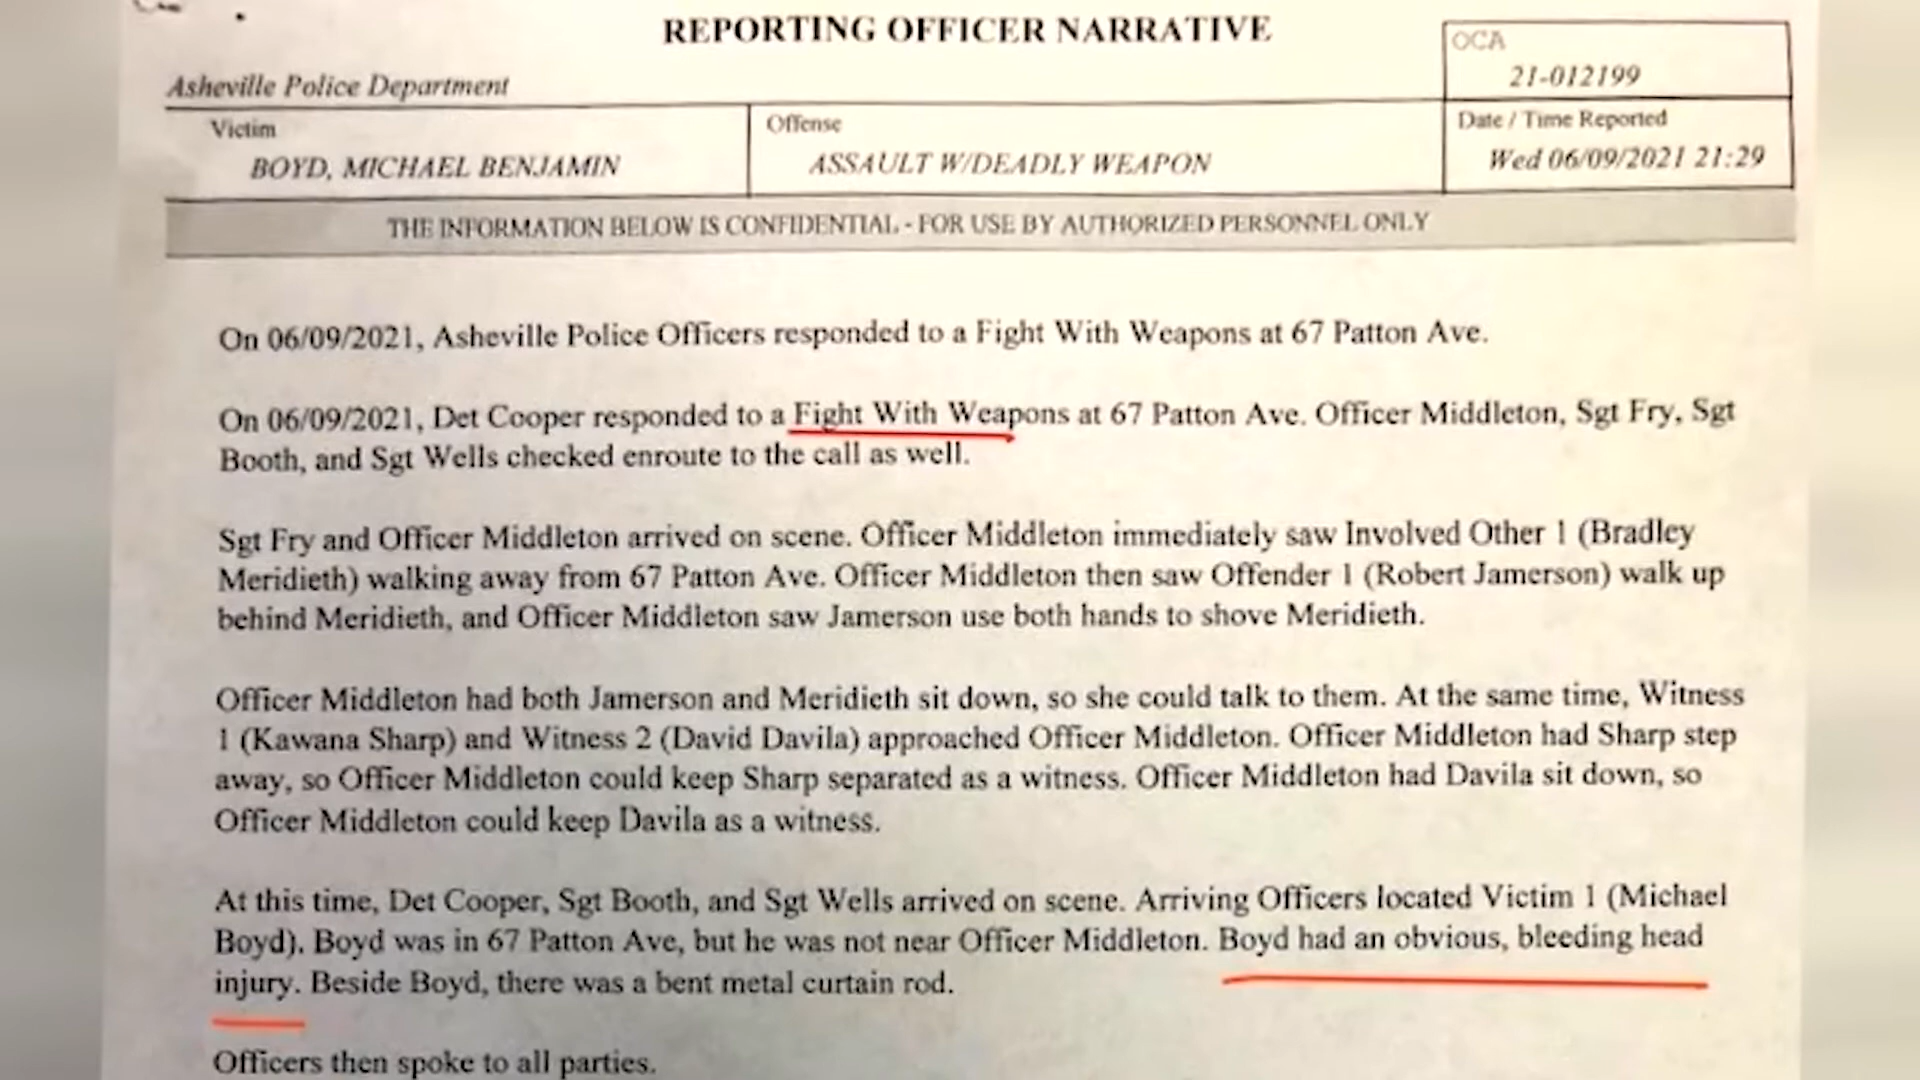 REPORTING OFFICER NARRATIVE
OCA
21-012199
Asheville Police Department
Victim
BOYD, MICHAEL BENJAMIN
Offense
ASSAULT W/DEADLY WEAPON
Date / Time Reported
Wed 06/09/2021 21:29
THE INFORMATION BELOW IS CONFIDENTIAL - FOR USE BY AUTHORIZED PERSONNEL ONLY
On 06/09/2021, Asheville Police Officers responded to a Fight With Weapons at 67 Patton Ave.
On 06/09/2021, Det Cooper responded to a Fight With Weapons at 67 Patton Ave. Officer Middleton, Sgt Fry, Sgt
Booth, and Sgt Wells checked enroute to the call as well.
Sgt Fry and Officer Middleton arrived on scene. Officer Middleton immediately saw Involved Other 1 (Bradley
Meridieth) walking away from 67 Patton Ave. Officer Middleton then saw Offender 1 (Robert Jamerson) walk up
behind Meridieth, and Officer Middleton saw Jamerson use both hands to shove Meridieth.
Officer Middleton had both Jamerson and Meridieth sit down, so she could talk to them. At the same time, Witness
1 (Kawana Sharp) and Witness 2 (David Davila) approached Officer Middleton. Officer Middleton had Sharp step
away, so Officer Middleton could keep Sharp separated as a witness. Officer Middleton had Davila sit down, so
Officer Middleton could keep Davila as a witness.
At this time, Det Cooper, Sgt Booth, and Sgt Wells arrived on scene. Arriving Officers located Victim 1 (Michael
Boyd). Boyd was in 67 Patton Ave, but he was not near Officer Middleton. Boyd had an obvious, bleeding head
injury. Beside Boyd, there was a bent metal curtain rod.
Officers then spoke to all parties.